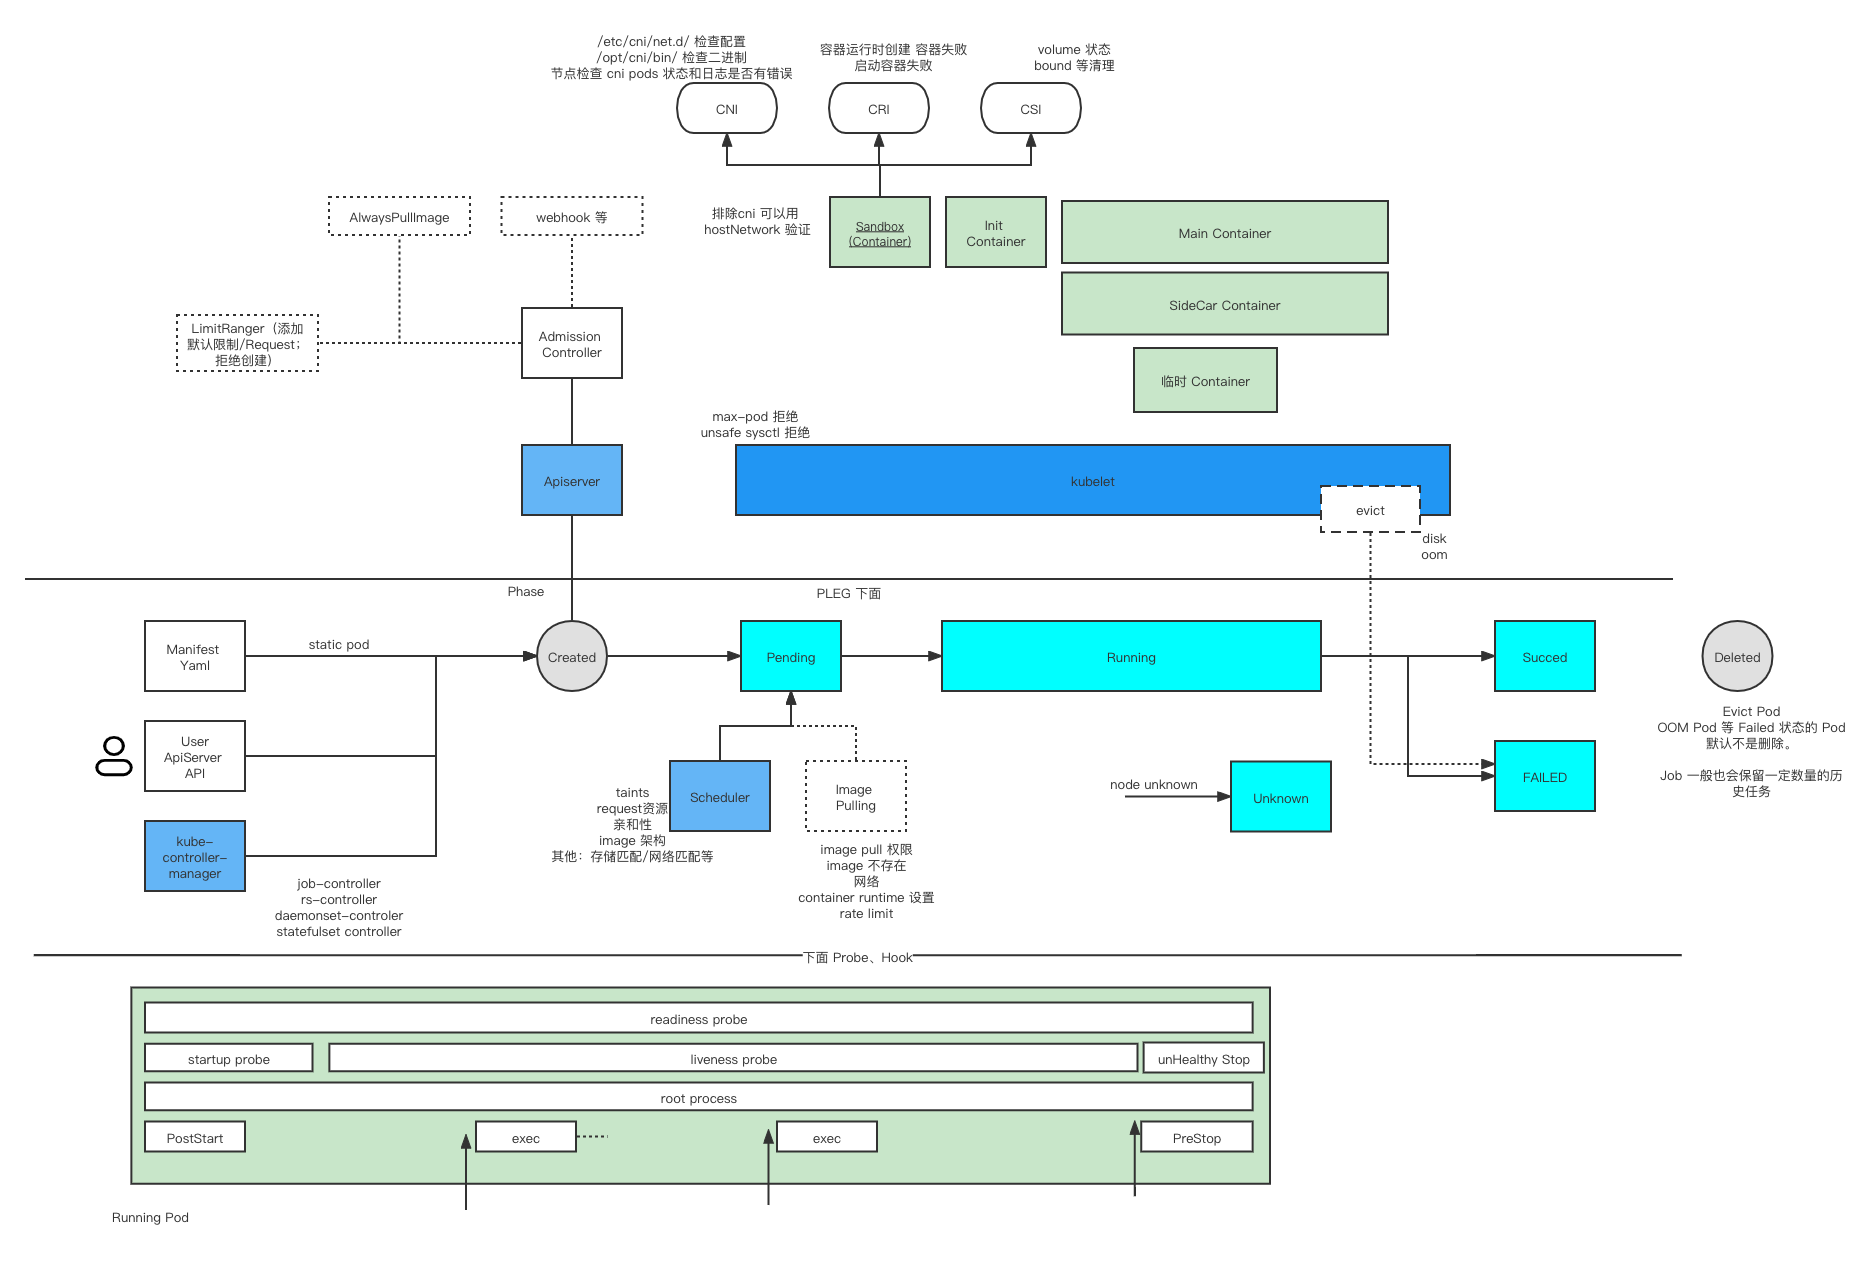 /etc/cni/net.d/ 检查配置
/opt/cni/bin/ 检查二进制
节点检查 cni pods 状态和日志是否有错误
容器运行时创建 容器失败
启动容器失败
volume 状态
bound 等清理
CNI
CRI
CSI
AlwaysPullImage
webhook 等
排除cni 可以用
hostNetwork 验证
Sandbox
(Container)
Init
Container
Main Container
SideCar Container
临时 Container
LimitRanger（添加
默认限制/Request；
拒绝创建）
Admission
Controller
max-pod 拒绝
unsafe sysctl 拒绝
Apiserver
kubelet
evict
disk
oom
Phase
PLEG 下面
Manifest
Yaml
static pod
Created
Pending
Running
Succed
Deleted
User
ApiServer
API
Evict Pod
OOM Pod 等 Failed 状态的 Pod
默认不是删除。
Job 一般也会保留一定数量的历
史任务
taints
request资源
亲和性
image 架构
其他：存储匹配/网络匹配等
Scheduler
Image
Pulling
node unknown
Unknown
FAILED
kube-
controller-
manager
image pull 权限
image 不存在
网络
container runtime 设置
rate limit
job-controller
rs-controller
daemonset-controler
statefulset controller
下面 Probe、Hook
readiness probe
startup probe
liveness probe
unHealthy Stop
root process
PostStart
exec
exec
PreStop
Running Pod